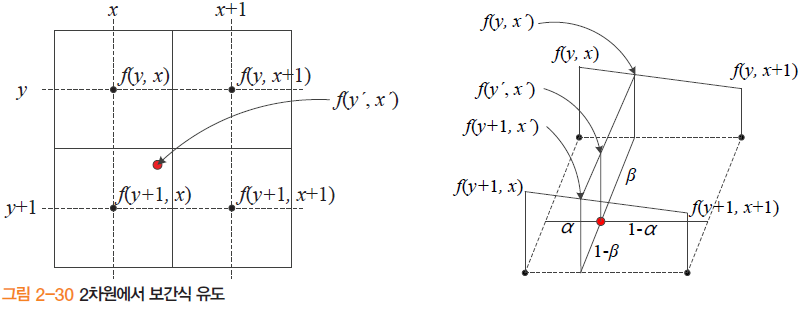 x
x+1
y
f(y, x)
f(y, x+1)
f(y´, x´)
y+1
f(y+1, x)
f(y+1, x+1)
f(y, x´)
f(y, x)
f(y, x+1)
f(y´, x´)
f(y+1, x´)
β
f(y+1, x)
f(y+1, x+1)
α
1-α
1-β
그림 2-30 2차원에서 보간식 유도